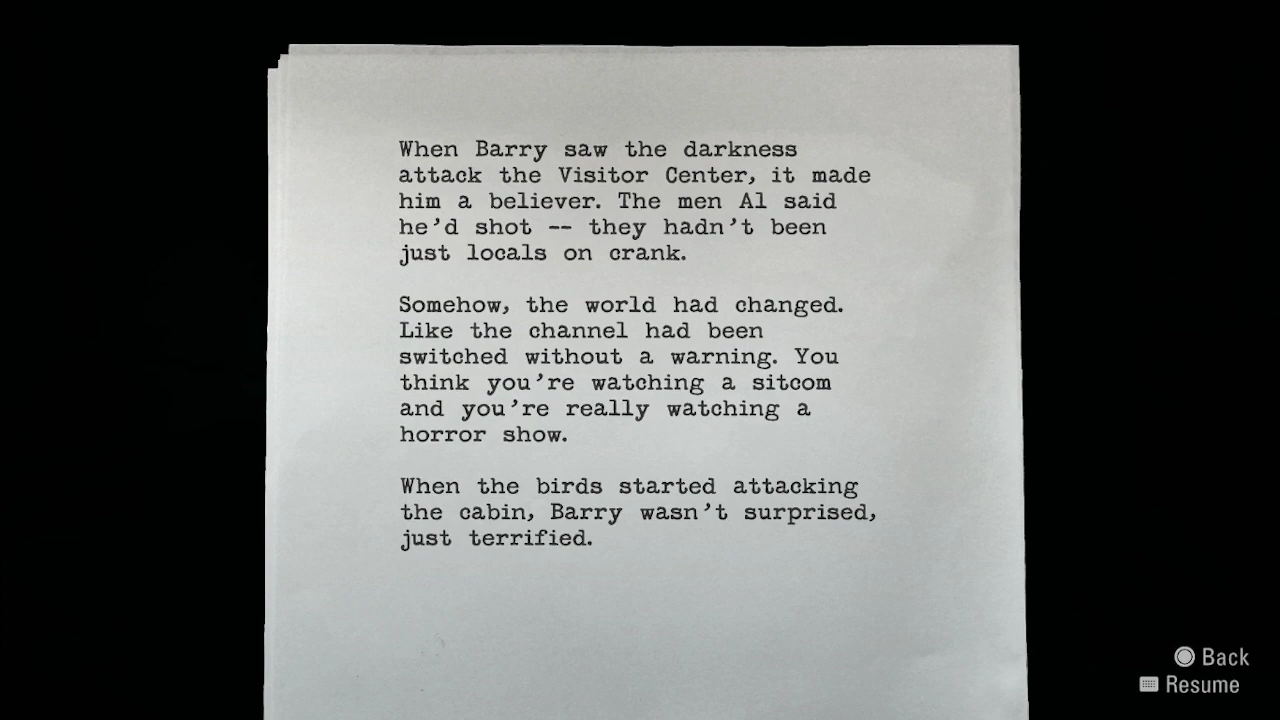 When Barry saw the darkness
attack the Visitor Center, it made
him a believer. The men Al said
he’d shot -- they hadn’t been
just locals on crank.
Somehow, the world had changed.
Like the channel had been
switched without a warning. You
think you’re watching a sitcom
and you’re really watching a
horror show.
When the birds started attacking
the cabin, Barry wasn’t surprised,
just terrified.
Back
Resume